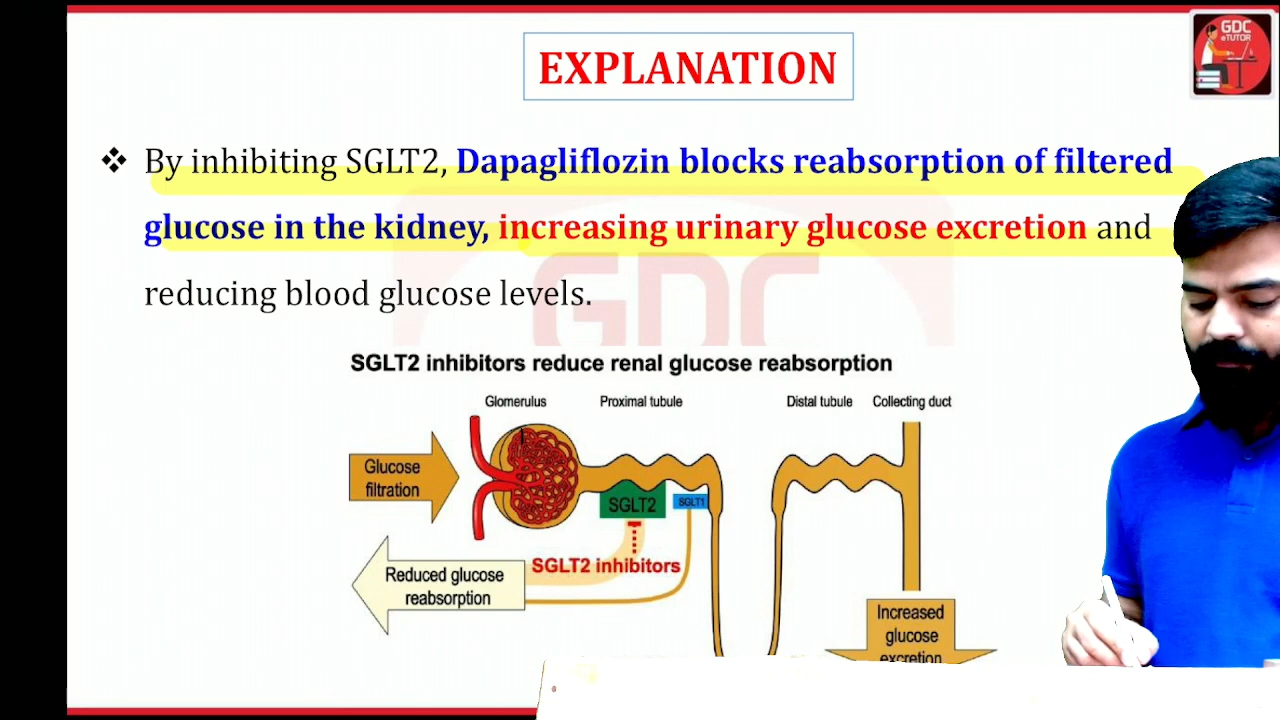 EXPLANATION
GDC
eTUTOR
❖ By inhibiting SGLT2, Dapagliflozin blocks reabsorption of filtered
glucose in the kidney, increasing urinary glucose excretion and
reducing blood glucose levels.
GDC
SGLT2 inhibitors reduce renal glucose reabsorption
Glomerulus Proximal tubule Distal tubule Collecting duct
Glucose
filtration
SGLT2
SGLT1
SGLT2 inhibitors
Reduced glucose
reabsorption
Increased
glucose
excretion